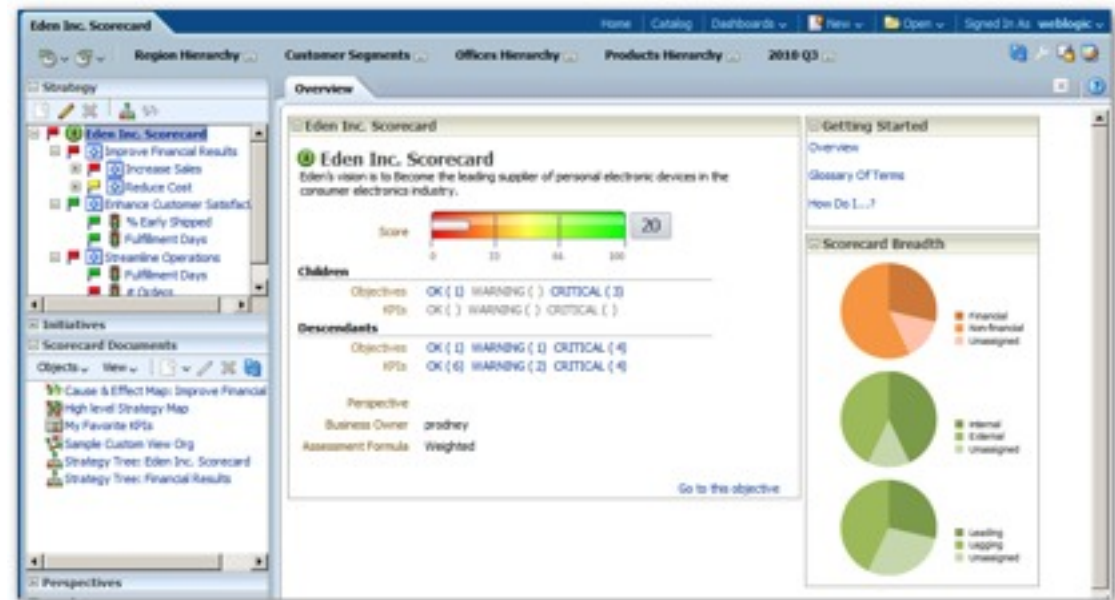 Eden Inc. Scorecard
Home Catalog Dashboards New Open Signed In As weblogic
Region Hierarchy ... Customer Segments ... Offices Hierarchy ... Products Hierarchy ... 2010 Q3 ...
Strategy
Eden Inc. Scorecard
Improve Financial Results
Increase Sales
Reduce Cost
Enhance Customer Satisfact
% Early Shipped
Fulfillment Days
Streamline Operations
Fulfillment Days
# Orders
Initiatives
Scorecard Documents
Objects View
Cause & Effect Map: Improve Financial
High level Strategy Map
My Favorite KPIs
Sample Custom View Org
Strategy Tree: Eden Inc. Scorecard
Strategy Tree: Financial Results
Perspectives
Overview
Eden Inc. Scorecard
Eden Inc. Scorecard
Eden's vision is to Become the leading supplier of personal electronic devices in the
consumer electronics industry.
Score 20
0 33 66 100
Children
Objectives OK ( 1) WARNING ( ) CRITICAL ( 3)
KPIs OK ( ) WARNING ( ) CRITICAL ( )
Descendants
Objectives OK ( 1) WARNING ( 1) CRITICAL ( 4)
KPIs OK ( 6) WARNING ( 2) CRITICAL ( 4)
Perspective
Business Owner prodney
Assessment Formula Weighted
Go to this objective
Getting Started
Overview
Glossary Of Terms
How Do I...?
Scorecard Breadth
Financial
Non-financial
Unassigned
Internal
External
Unassigned
Leading
Lagging
Unassigned